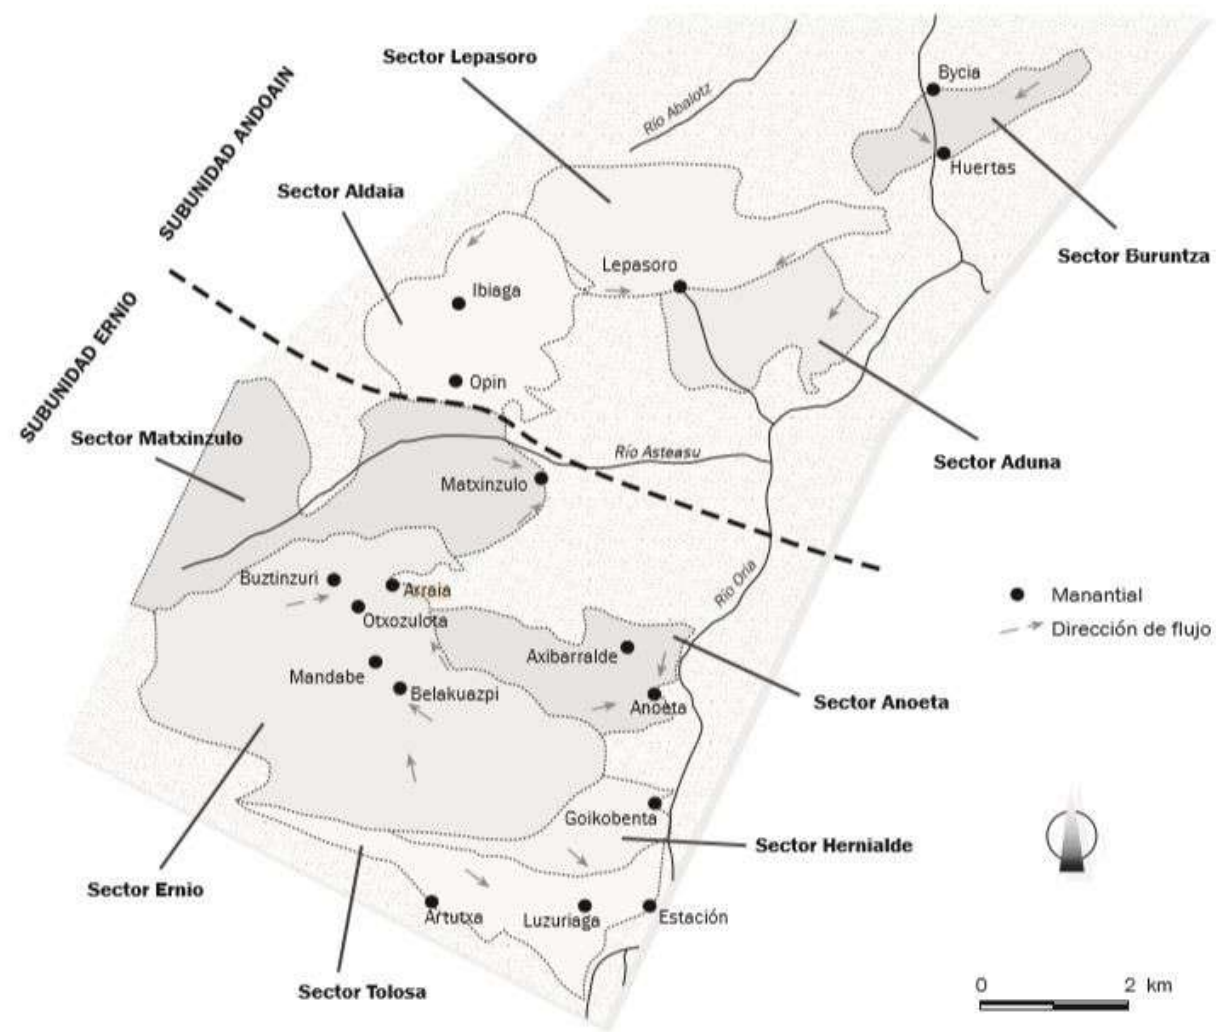 Sector Lepasoro
Río Abalotz
Bycia
Huertas
SUBUNIDAD ANDOAIN
Sector Aldaia
Sector Buruntza
Lepasoro
Ibiaga
Opin
SUBUNIDAD ERNIO
Sector Matxinzulo
Río Asteasu
Sector Aduna
Matxinzulo
Buztinzuri
Arraia
Otxozulota
Río Oria
Manantial
Dirección de flujo
Axibarralde
Mandabe
Belakuazpi
Anoeta
Sector Anoeta
Goikobenta
Sector Hernialde
Sector Ernio
Artutxa
Luzuriaga
Estación
Sector Tolosa
0 2 km